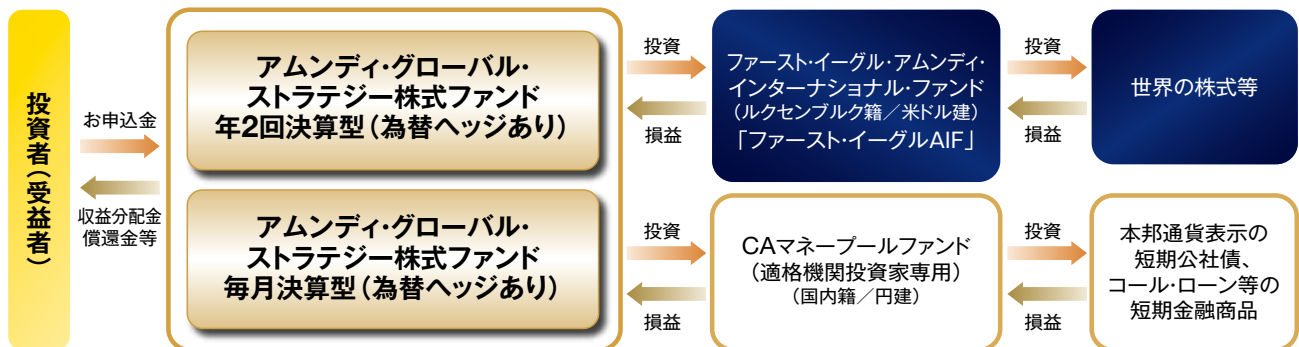 投資者(受益者)
お申込金
収益分配金
償還金等
アムンディ・グローバル・
ストラテジー株式ファンド
年2回決算型(為替ヘッジあり)
アムンディ・グローバル・
ストラテジー株式ファンド
毎月決算型(為替ヘッジあり)
投資
損益
ファースト・イーグル・アムンディ・
インターナショナル・ファンド
(ルクセンブルク籍／米ドル建)
「ファースト・イーグルAIF」
投資
損益
世界の株式等
投資
損益
CAマネープールファンド
(適格機関投資家専用)
(国内籍／円建)
投資
損益
本邦通貨表示の
短期公社債、
コール・ローン等の
短期金融商品